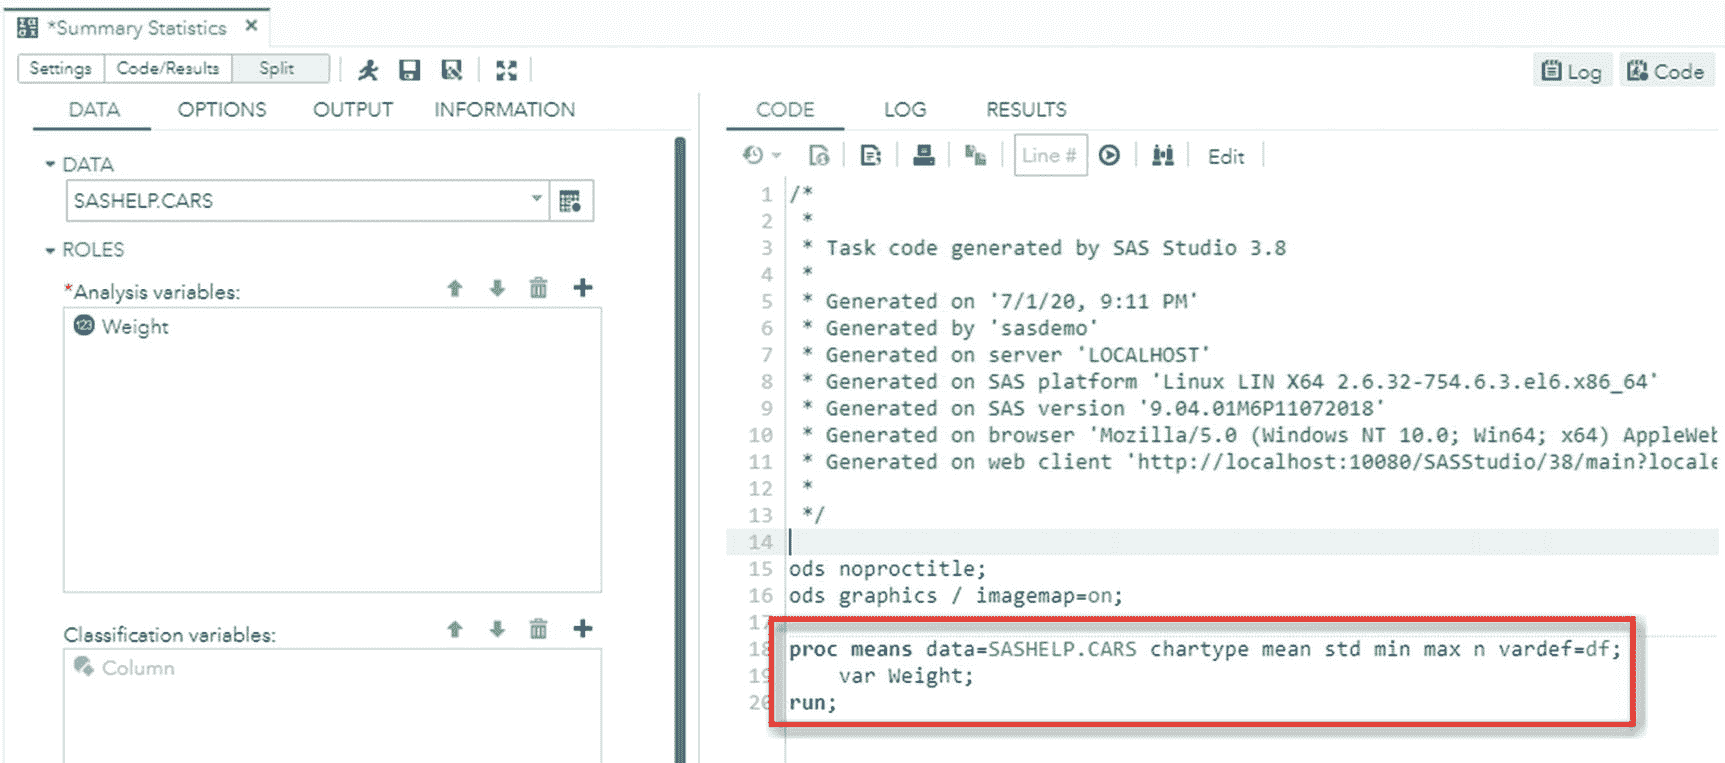 *Summary Statistics ×
Settings Code/Results Split
Log Code
DATA OPTIONS OUTPUT INFORMATION
DATA
SASHELP.CARS
ROLES
*Analysis variables:
123 Weight
Classification variables:
Column
CODE LOG RESULTS
Line # Edit
1 /*
2 *
3 * Task code generated by SAS Studio 3.8
4 *
5 * Generated on '7/1/20, 9:11 PM'
6 * Generated by 'sasdemo'
7 * Generated on server 'LOCALHOST'
8 * Generated on SAS platform 'Linux LIN X64 2.6.32-754.6.3.el6.x86_64'
9 * Generated on SAS version '9.04.01M6P11072018'
10 * Generated on browser 'Mozilla/5.0 (Windows NT 10.0; Win64; x64) AppleWeb
11 * Generated on web client 'http://localhost:10080/SASStudio/38/main?locale
12 *
13 */
14
15 ods noproctitle;
16 ods graphics / imagemap=on;
17
18 proc means data=SASHELP.CARS chartype mean std min max n vardef=df;
19 var Weight;
20 run;